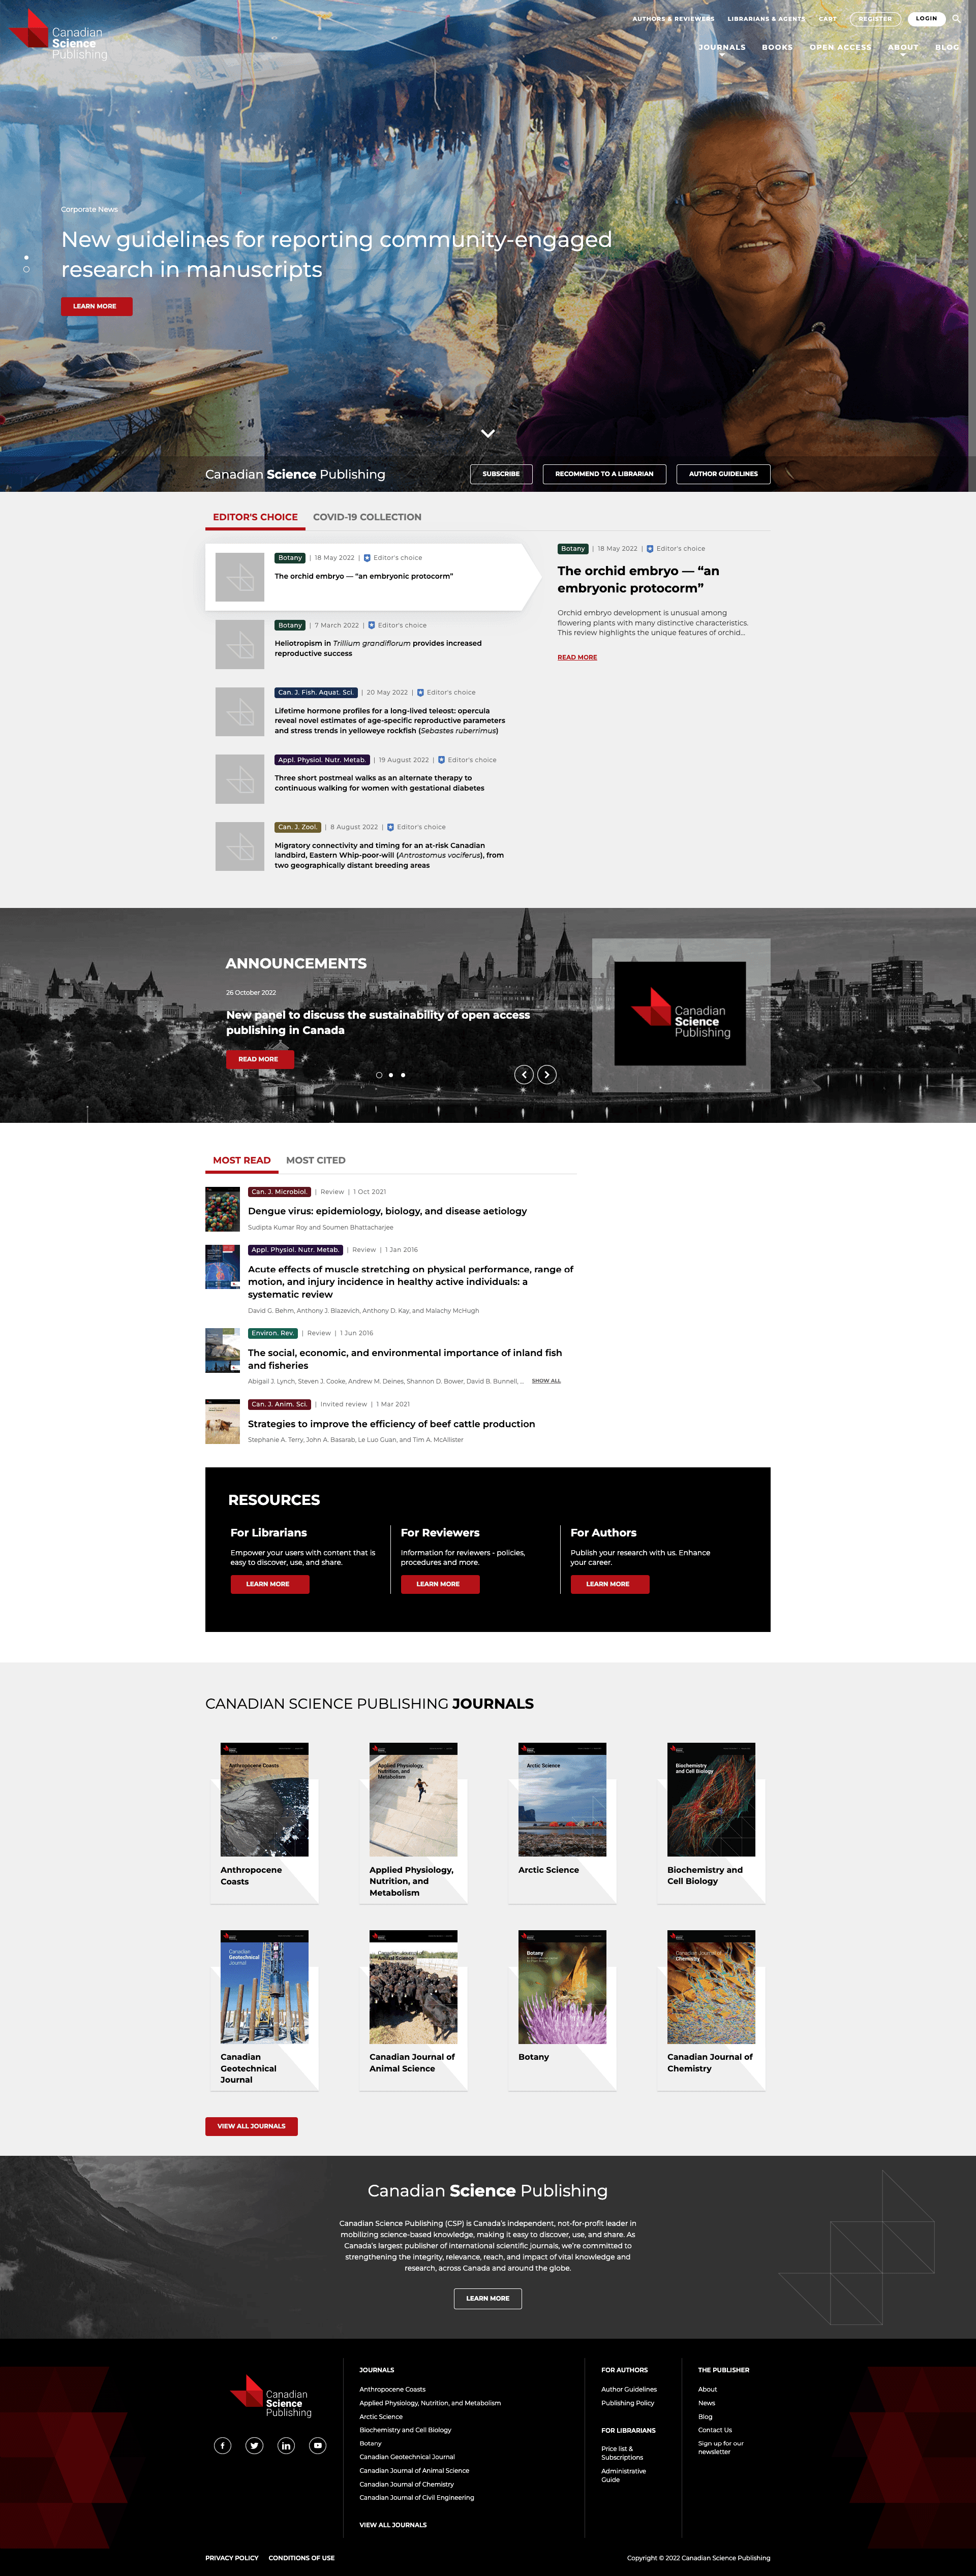 AUTHORS & REVIEWERS
LIBRARIANS & AGENTS
CART
REGISTER
LOGIN
Canadian
Science
Publishing
JOURNALS
BOOKS
OPEN ACCESS
ABOUT
BLOG
Corporate News
New guidelines for reporting community-engaged
research in manuscripts
LEARN MORE
Canadian Science Publishing
SUBSCRIBE
RECOMMEND TO A LIBRARIAN
AUTHOR GUIDELINES
EDITOR'S CHOICE
COVID-19 COLLECTION
Botany | 18 May 2022 | Editor's choice
The orchid embryo — “an embryonic protocorm”
Botany | 7 March 2022 | Editor's choice
Heliotropism in Trillium grandiflorum provides increased
reproductive success
Can. J. Fish. Aquat. Sci. | 20 May 2022 | Editor's choice
Lifetime hormone profiles for a long-lived teleost: opercula
reveal novel estimates of age-specific reproductive parameters
and stress trends in yelloweye rockfish (Sebastes ruberrimus)
Appl. Physiol. Nutr. Metab. | 19 August 2022 | Editor's choice
Three short postmeal walks as an alternate therapy to
continuous walking for women with gestational diabetes
Can. J. Zool. | 8 August 2022 | Editor's choice
Migratory connectivity and timing for an at-risk Canadian
landbird, Eastern Whip-poor-will (Antrostomus vociferus), from
two geographically distant breeding areas
Botany | 18 May 2022 | Editor's choice
The orchid embryo — “an
embryonic protocorm”
Orchid embryo development is unusual among
flowering plants with many distinctive characteristics.
This review highlights the unique features of orchid...
READ MORE
ANNOUNCEMENTS
26 October 2022
New panel to discuss the sustainability of open access
publishing in Canada
READ MORE
Canadian
Science
Publishing
MOST READ
MOST CITED
Can. J. Microbiol. | Review | 1 Oct 2021
Dengue virus: epidemiology, biology, and disease aetiology
Sudipta Kumar Roy and Soumen Bhattacharjee
Appl. Physiol. Nutr. Metab. | Review | 1 Jan 2016
Acute effects of muscle stretching on physical performance, range of
motion, and injury incidence in healthy active individuals: a
systematic review
David G. Behm, Anthony J. Blazevich, Anthony D. Kay, and Malachy McHugh
Environ. Rev. | Review | 1 Jun 2016
The social, economic, and environmental importance of inland fish
and fisheries
Abigail J. Lynch, Steven J. Cooke, Andrew M. Deines, Shannon D. Bower, David B. Bunnell, ... SHOW ALL
Can. J. Anim. Sci. | Invited review | 1 Mar 2021
Strategies to improve the efficiency of beef cattle production
Stephanie A. Terry, John A. Basarab, Le Luo Guan, and Tim A. McAllister
RESOURCES
For Librarians
Empower your users with content that is
easy to discover, use, and share.
LEARN MORE
For Reviewers
Information for reviewers - policies,
procedures and more.
LEARN MORE
For Authors
Publish your research with us. Enhance
your career.
LEARN MORE
CANADIAN SCIENCE PUBLISHING JOURNALS
Anthropocene Coasts
Anthropocene
Coasts
Applied Physiology,
Nutrition, and
Metabolism
Applied Physiology,
Nutrition, and
Metabolism
Arctic Science
Arctic Science
Biochemistry
and Cell Biology
Biochemistry and
Cell Biology
Canadian
Geotechnical
Journal
Canadian
Geotechnical
Journal
Canadian Journal of
Animal Science
Canadian Journal of
Animal Science
Botany
Botany
Canadian Journal of
Chemistry
Canadian Journal of
Chemistry
VIEW ALL JOURNALS
Canadian Science Publishing
Canadian Science Publishing (CSP) is Canada's independent, not-for-profit leader in
mobilizing science-based knowledge, making it easy to discover, use, and share. As
Canada's largest publisher of international scientific journals, we're committed to
strengthening the integrity, relevance, reach, and impact of vital knowledge and
research, across Canada and around the globe.
LEARN MORE
Canadian
Science
Publishing
JOURNALS
Anthropocene Coasts
Applied Physiology, Nutrition, and Metabolism
Arctic Science
Biochemistry and Cell Biology
Botany
Canadian Geotechnical Journal
Canadian Journal of Animal Science
Canadian Journal of Chemistry
Canadian Journal of Civil Engineering
VIEW ALL JOURNALS
FOR AUTHORS
Author Guidelines
Publishing Policy
FOR LIBRARIANS
Price list &
Subscriptions
Administrative
Guide
THE PUBLISHER
About
News
Blog
Contact Us
Sign up for our
newsletter
PRIVACY POLICY
CONDITIONS OF USE
Copyright © 2022 Canadian Science Publishing